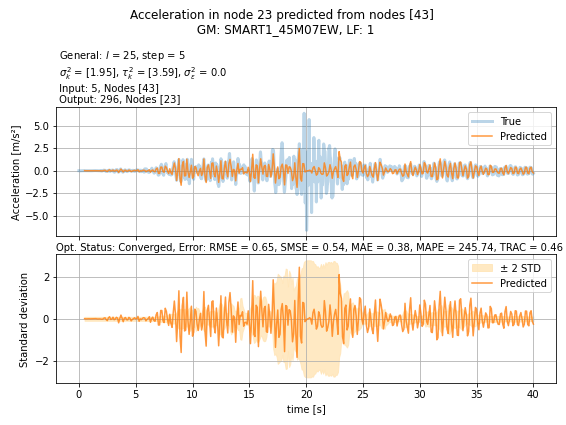 Acceleration in node 23 predicted from nodes [43]
GM: SMART1_45M07EW, LF: 1
General: l = 25, step = 5
σ²ₖ = [1.95], τ²ₖ = [3.59], σ²ε = 0.0
Input: 5, Nodes [43]
Output: 296, Nodes [23]
Acceleration [m/s²]
5.0
2.5
0.0
−2.5
−5.0
True
Predicted
Opt. Status: Converged, Error: RMSE = 0.65, SMSE = 0.54, MAE = 0.38, MAPE = 245.74, TRAC = 0.46
Standard deviation
2
0
−2
± 2 STD
Predicted
0 5 10 15 20 25 30 35 40
time [s]